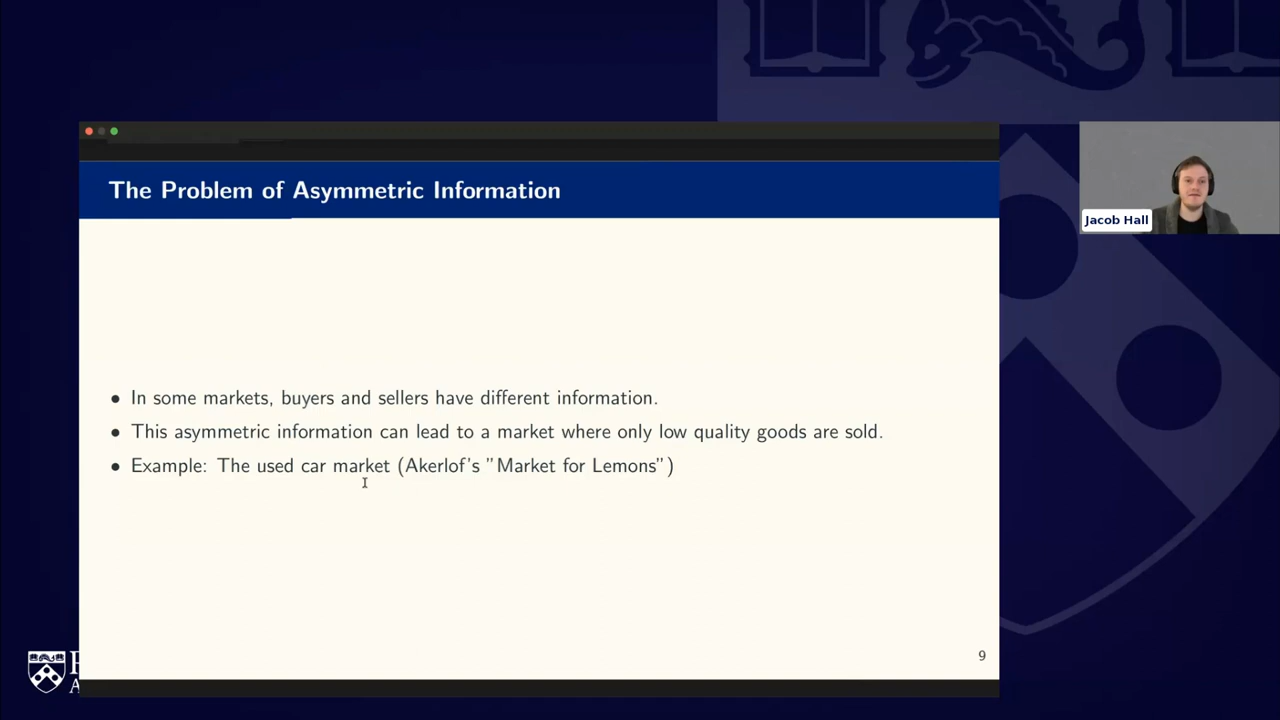 The Problem of Asymmetric Information
Jacob Hall
• In some markets, buyers and sellers have different information.
• This asymmetric information can lead to a market where only low quality goods are sold.
• Example: The used car market (Akerlof's "Market for Lemons")
9